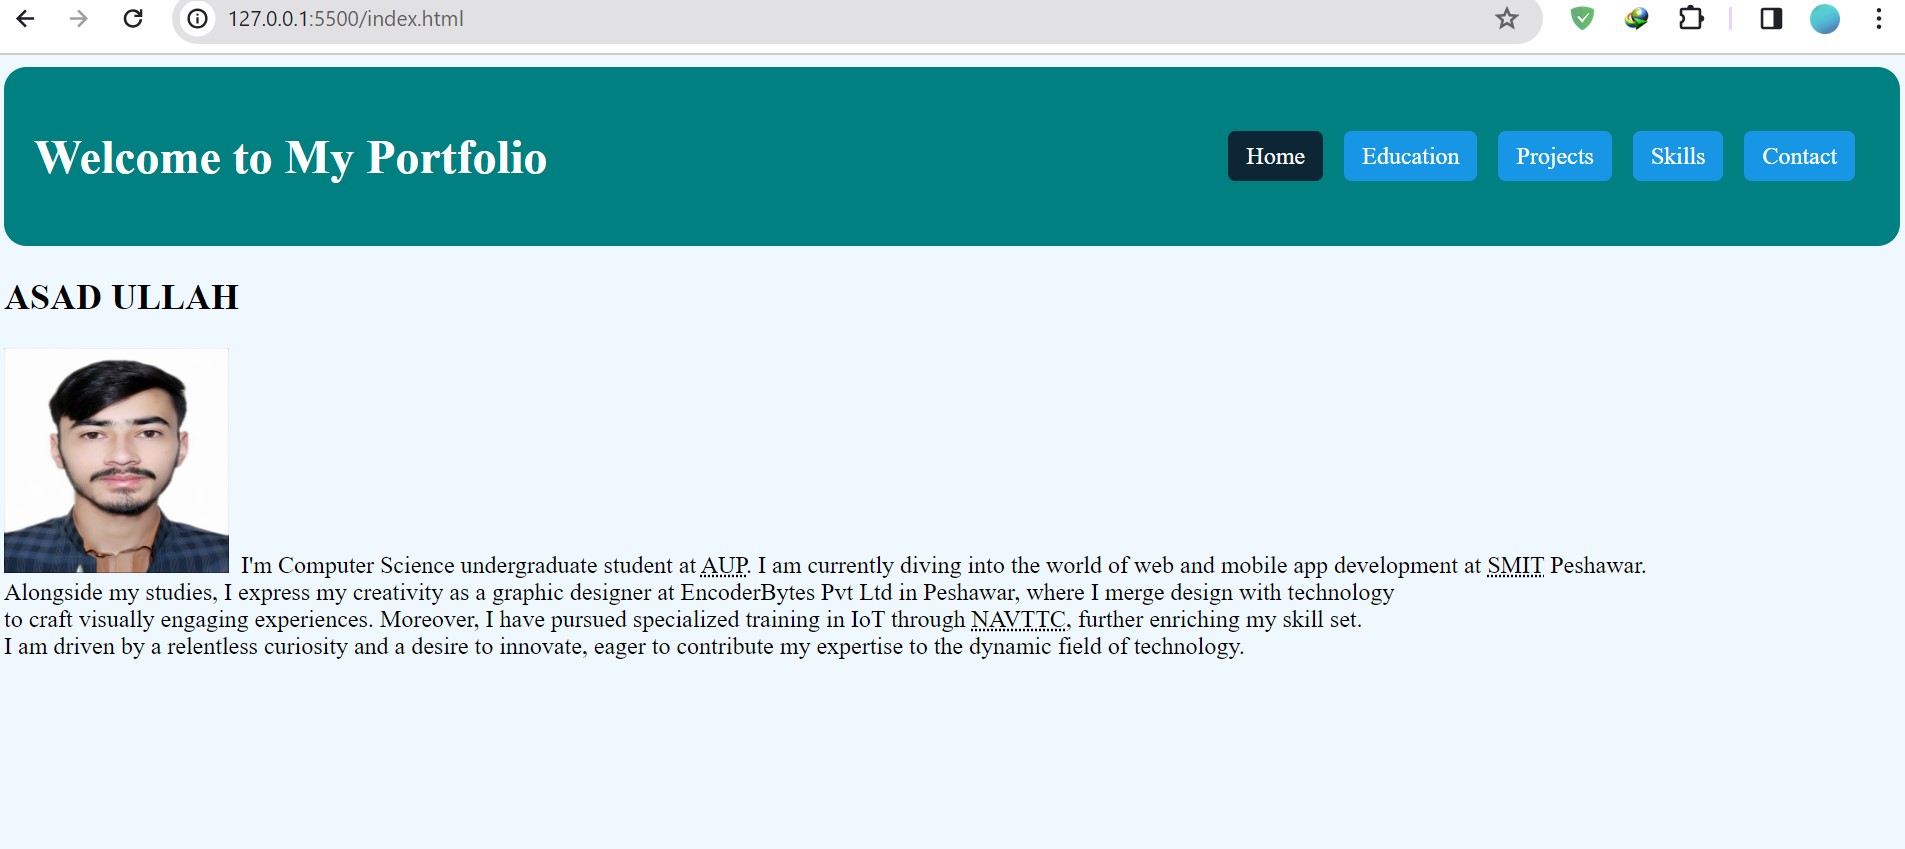 127.0.0.1:5500/index.html
Welcome to My Portfolio
Home Education Projects Skills Contact
ASAD ULLAH
I'm Computer Science undergraduate student at AUP. I am currently diving into the world of web and mobile app development at SMIT Peshawar.
Alongside my studies, I express my creativity as a graphic designer at EncoderBytes Pvt Ltd in Peshawar, where I merge design with technology
to craft visually engaging experiences. Moreover, I have pursued specialized training in IoT through NAVTTC, further enriching my skill set.
I am driven by a relentless curiosity and a desire to innovate, eager to contribute my expertise to the dynamic field of technology.